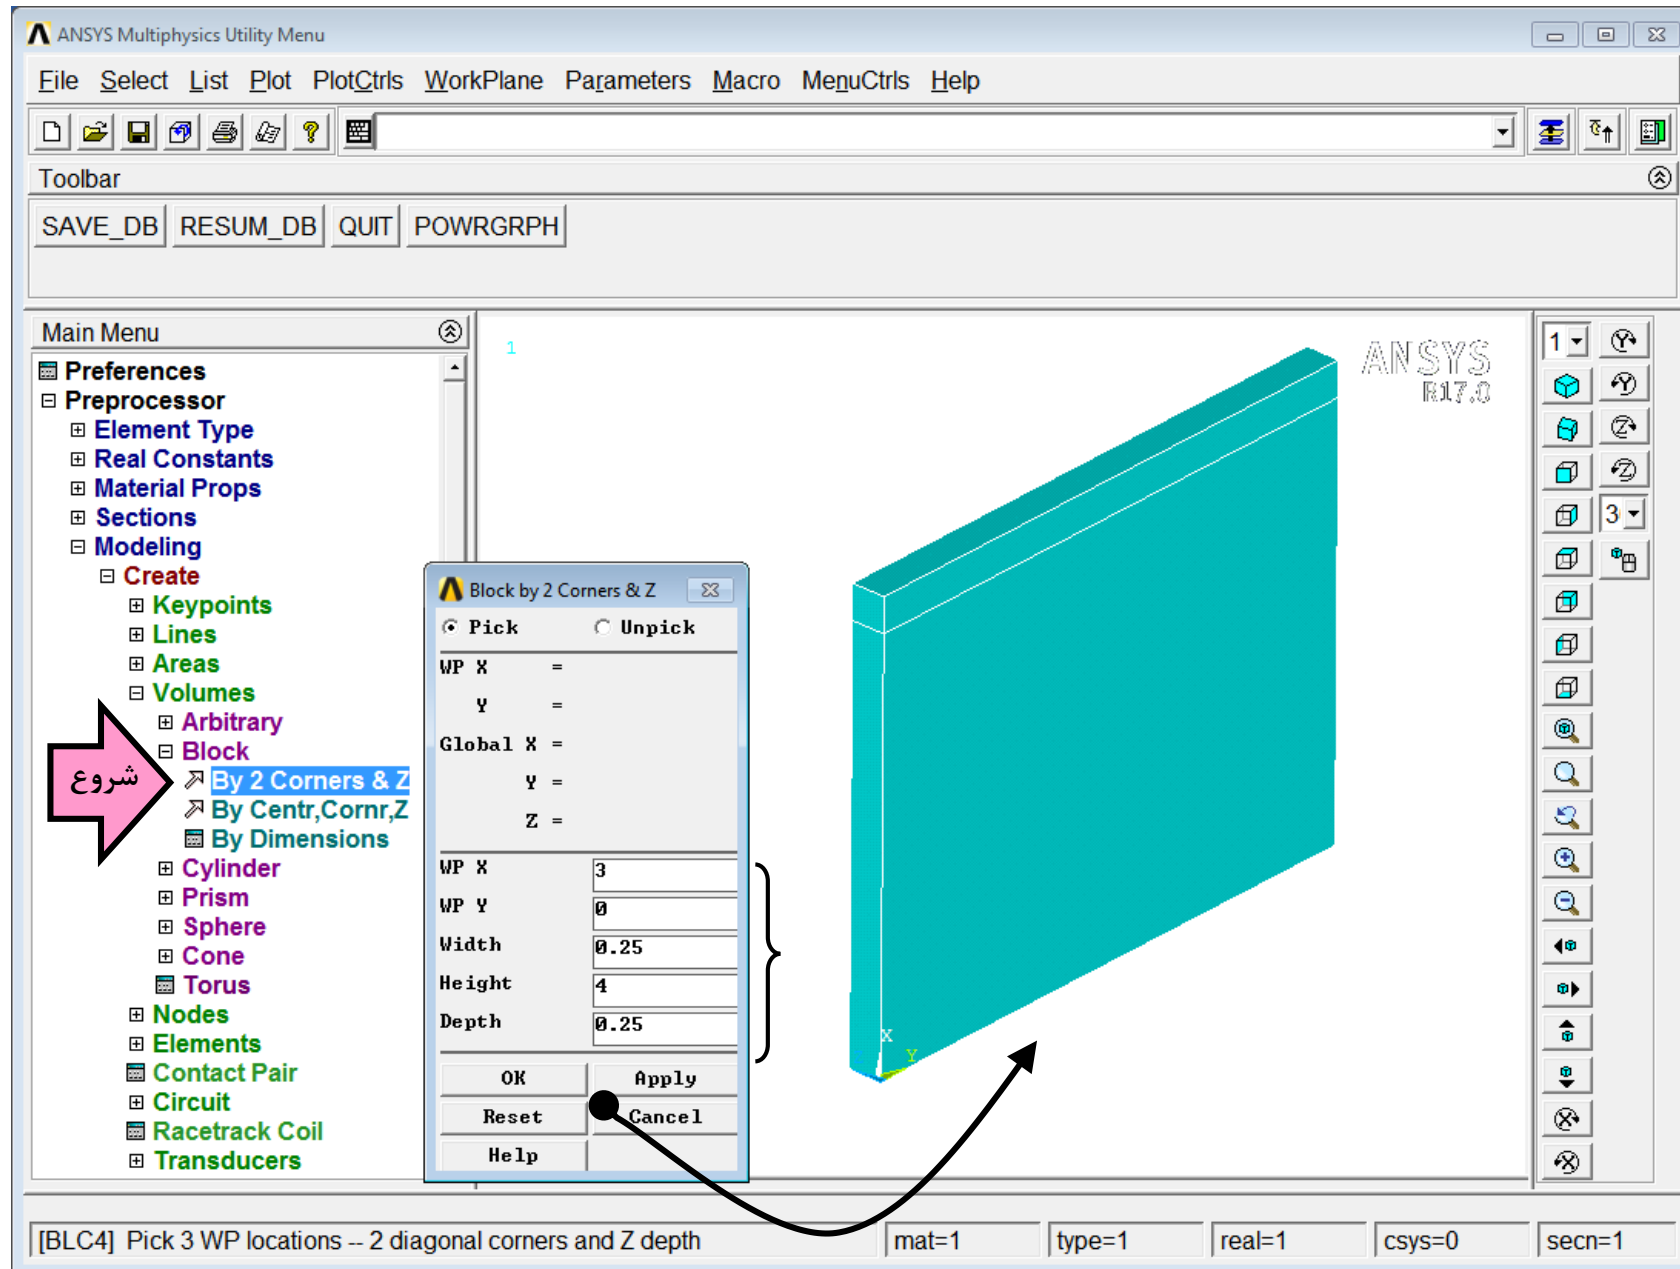 ANSYS Multiphysics Utility Menu
File Select List Plot PlotCtrls WorkPlane Parameters Macro MenuCtrls Help
Toolbar
SAVE_DB RESUM_DB QUIT POWRGRPH
Main Menu
Preferences
Preprocessor
Element Type
Real Constants
Material Props
Sections
Modeling
Create
Keypoints
Lines
Areas
Volumes
Arbitrary
Block
By 2 Corners & Z
By Centr,Cornr,Z
By Dimensions
Cylinder
Prism
Sphere
Cone
Torus
Nodes
Elements
Contact Pair
Circuit
Racetrack Coil
Transducers
شروع
Block by 2 Corners & Z
Pick Unpick
WP X =
Y =
Global X =
Y =
Z =
WP X 3
WP Y 0
Width 0.25
Height 4
Depth 0.25
OK Apply
Reset Cancel
Help
1
ANSYS
R17.0
X
Y
1
3
[BLC4] Pick 3 WP locations -- 2 diagonal corners and Z depth
mat=1 type=1 real=1 csys=0 secn=1